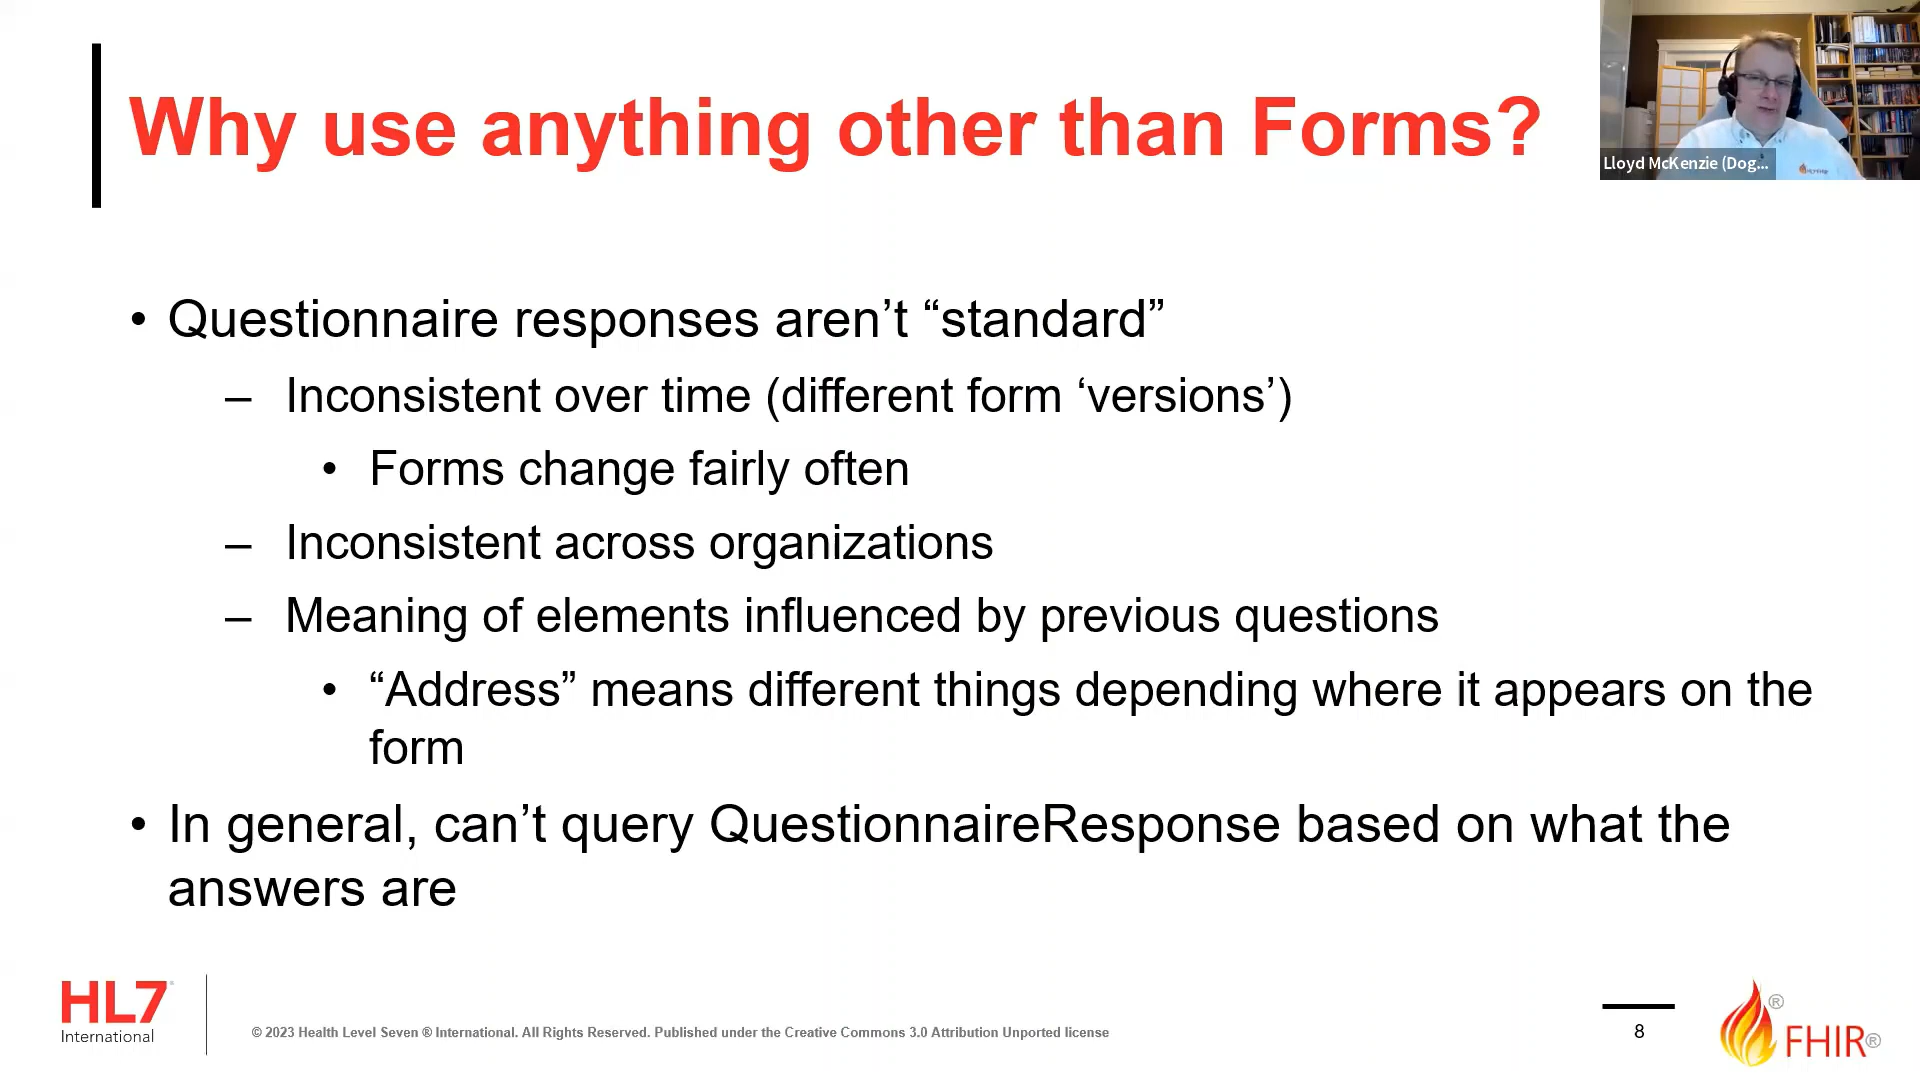 Why use anything other than Forms?
Lloyd McKenzie (Dog...
• Questionnaire responses aren’t “standard”
– Inconsistent over time (different form ‘versions’)
• Forms change fairly often
– Inconsistent across organizations
– Meaning of elements influenced by previous questions
• “Address” means different things depending where it appears on the
form
• In general, can’t query QuestionnaireResponse based on what the
answers are
HL7®
International
© 2023 Health Level Seven ® International. All Rights Reserved. Published under the Creative Commons 3.0 Attribution Unported license
8
FHIR®